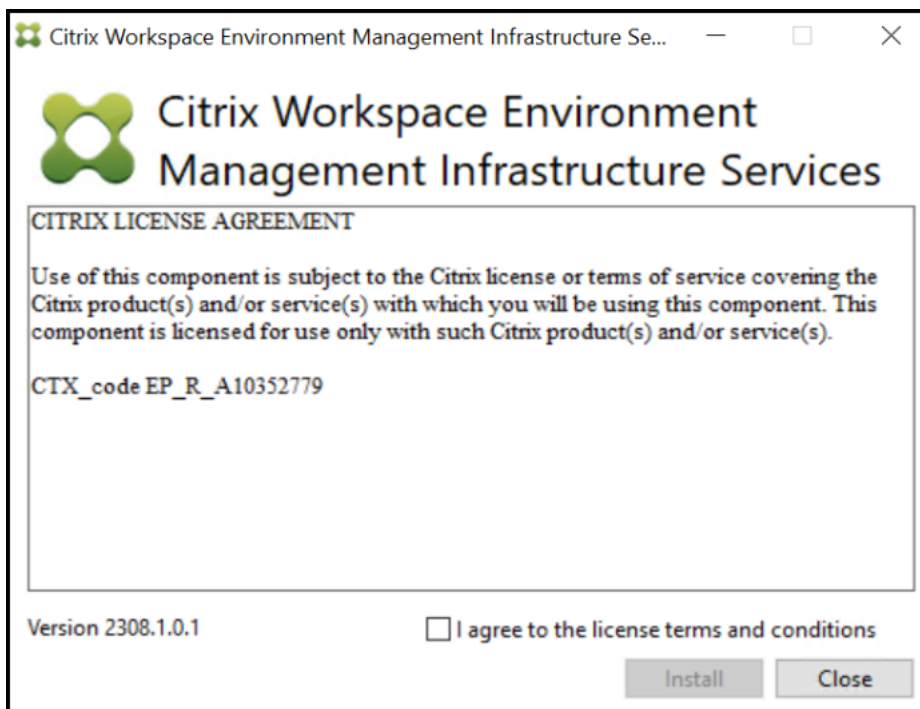 Citrix Workspace Environment Management Infrastructure Se...
Citrix Workspace Environment
Management Infrastructure Services
CITRIX LICENSE AGREEMENT
Use of this component is subject to the Citrix license or terms of service covering the
Citrix product(s) and/or service(s) with which you will be using this component. This
component is licensed for use only with such Citrix product(s) and/or service(s).
CTX_code EP_R_A10352779
Version 2308.1.0.1
I agree to the license terms and conditions
Install
Close